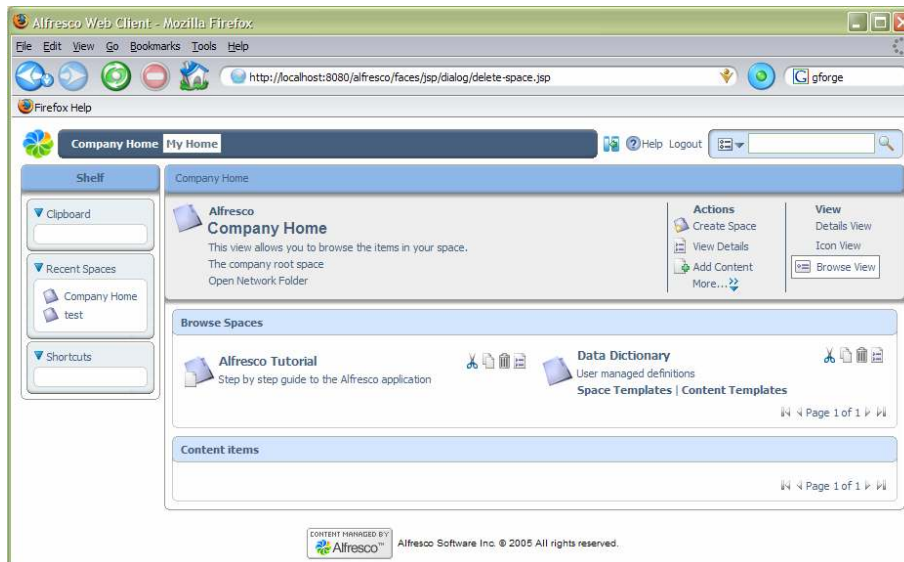 Alfresco Web Client - Mozilla Firefox
File Edit View Go Bookmarks Tools Help
http://localhost:8080/alfresco/faces/jsp/dialog/delete-space.jsp
G gforge
Firefox Help
Company Home My Home
Help Logout
Shelf
Company Home
Clipboard
Recent Spaces
Company Home
test
Shortcuts
Alfresco
Company Home
This view allows you to browse the items in your space.
The company root space
Open Network Folder
Actions
Create Space
View Details
Add Content
More...
View
Details View
Icon View
Browse View
Browse Spaces
Alfresco Tutorial
Step by step guide to the Alfresco application
Data Dictionary
User managed definitions
Space Templates | Content Templates
Page 1 of 1
Content items
Page 1 of 1
CONTENT MANAGED BY
Alfresco™
Alfresco Software Inc. © 2005 All rights reserved.